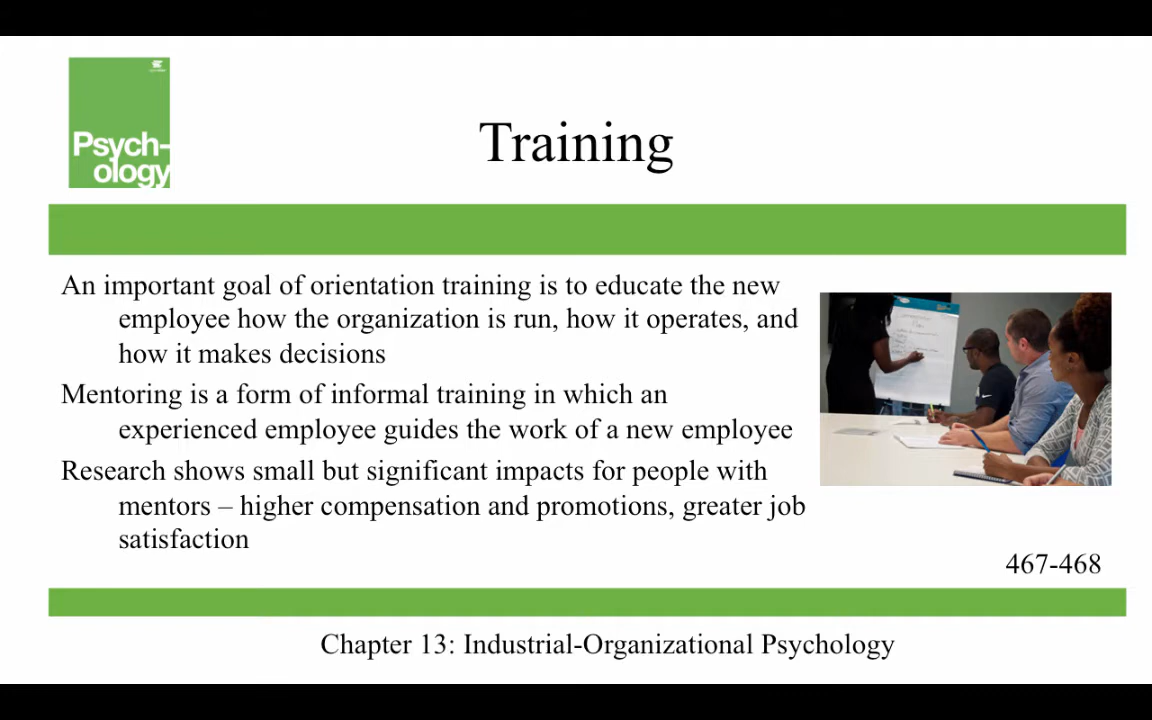 Psych-
ology
Training
An important goal of orientation training is to educate the new
employee how the organization is run, how it operates, and
how it makes decisions
Mentoring is a form of informal training in which an
experienced employee guides the work of a new employee
Research shows small but significant impacts for people with
mentors – higher compensation and promotions, greater job
satisfaction
467-468
Chapter 13: Industrial-Organizational Psychology